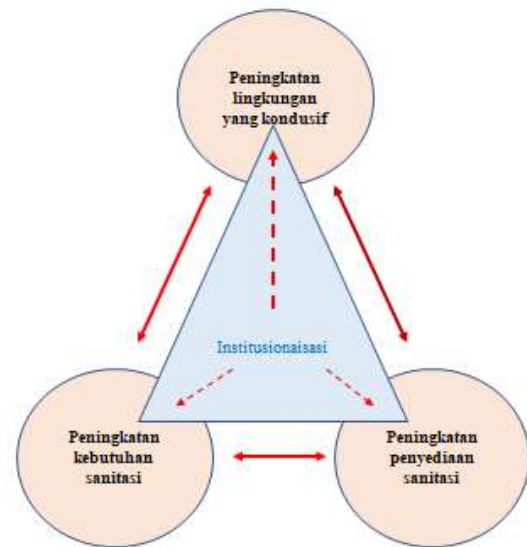 Peningkatan
lingkungan
yang kondusif
Institusionaisasi
Peningkatan
kebutuhan
sanitasi
Peningkatan
penyediaan
sanitasi